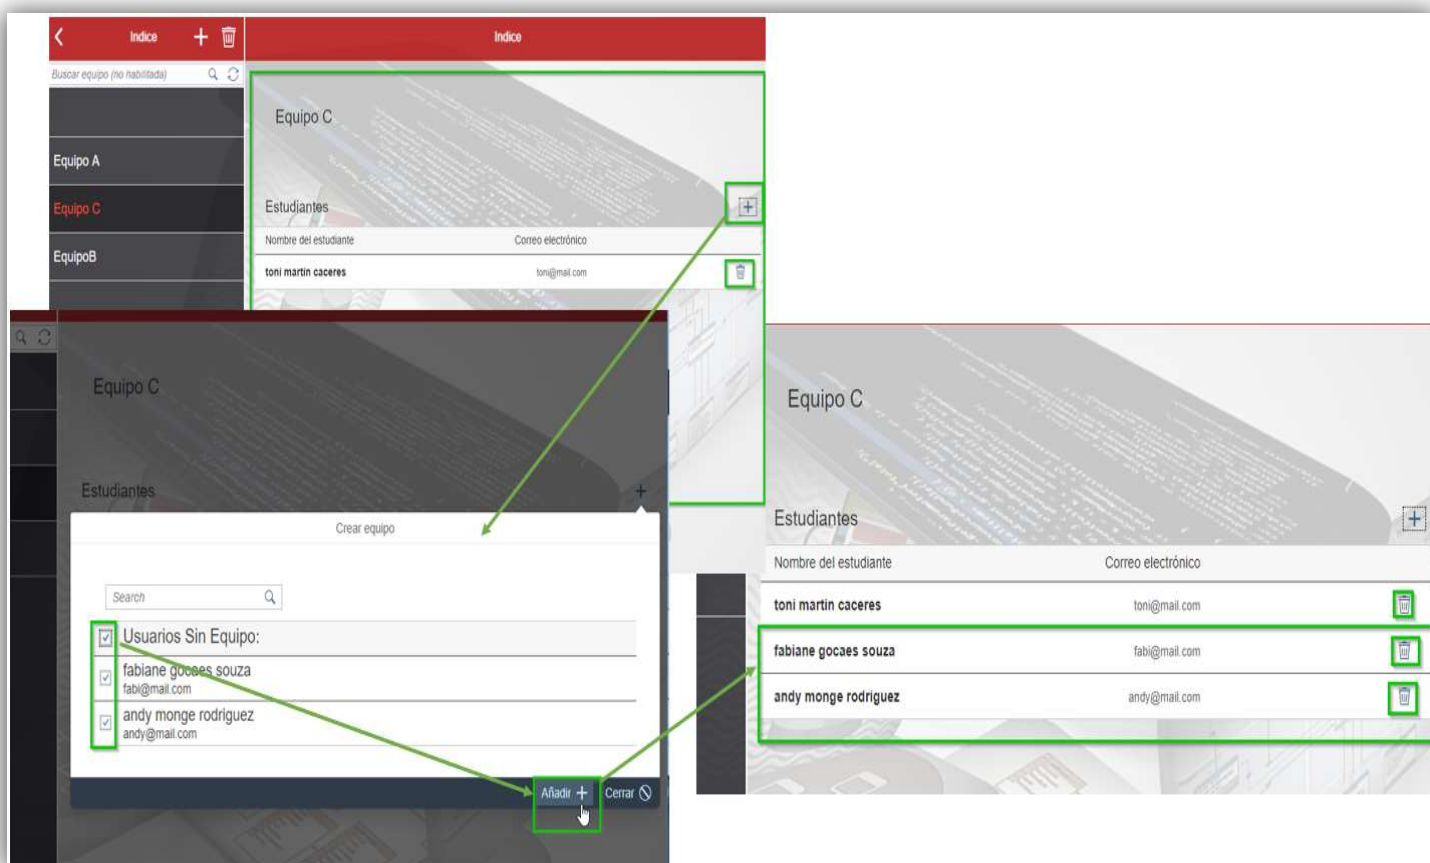 Indice
Indice
Buscar equipo (no habilitada)
Equipo A
Equipo C
EquipoB
Equipo C
Estudiantes
Nombre del estudiante Correo electrónico
toni martin caceres toni@mail.com
Equipo C
Estudiantes
Crear equipo
Search
Usuarios Sin Equipo:
fabiane gocaes souza
fabi@mail.com
andy monge rodriguez
andy@mail.com
Añadir Cerrar
Equipo C
Estudiantes
Nombre del estudiante Correo electrónico
toni martin caceres toni@mail.com
fabiane gocaes souza fabi@mail.com
andy monge rodriguez andy@mail.com